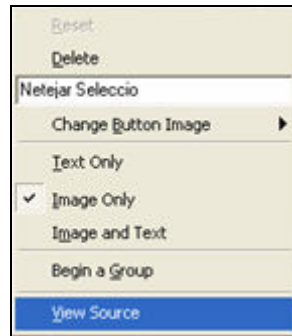 Reset
Delete
Netejar Seleccio
Change Button Image
Text Only
Image Only
Image and Text
Begin a Group
View Source